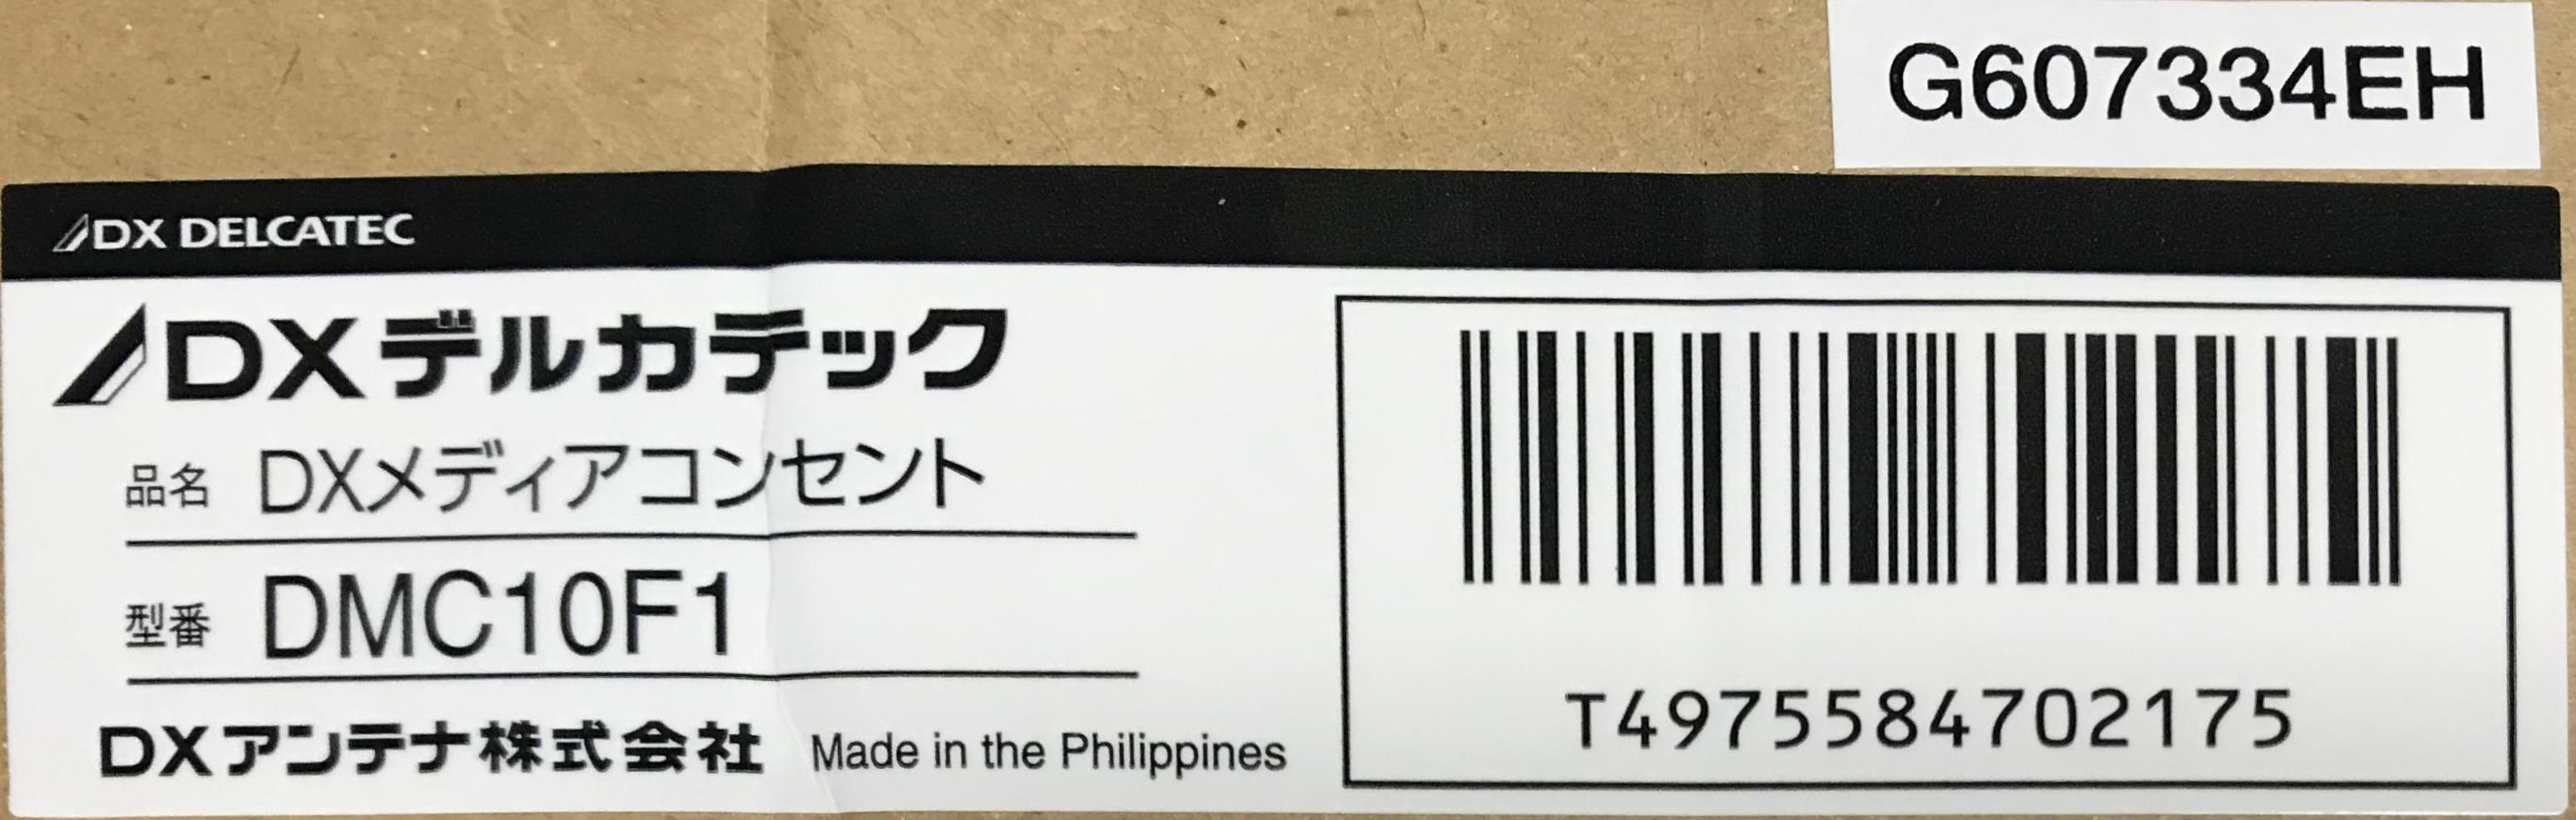 G607334EH
DX DELCATEC
DXデルカテック
品名 DXメディアコンセント
型番 DMC10F1
DXアンテナ株式会社 Made in the Philippines
T4975584702175